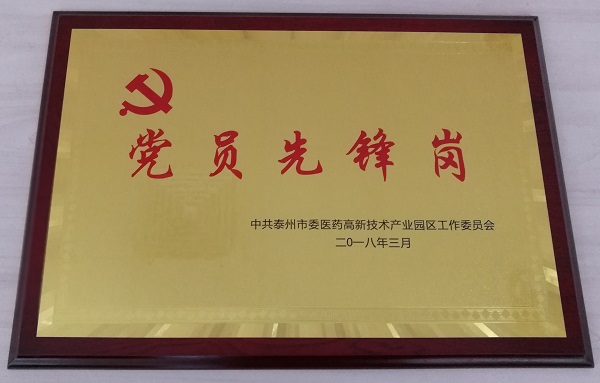 党员先锋岗
中共泰州市委医药高新技术产业园区工作委员会
二0一八年三月